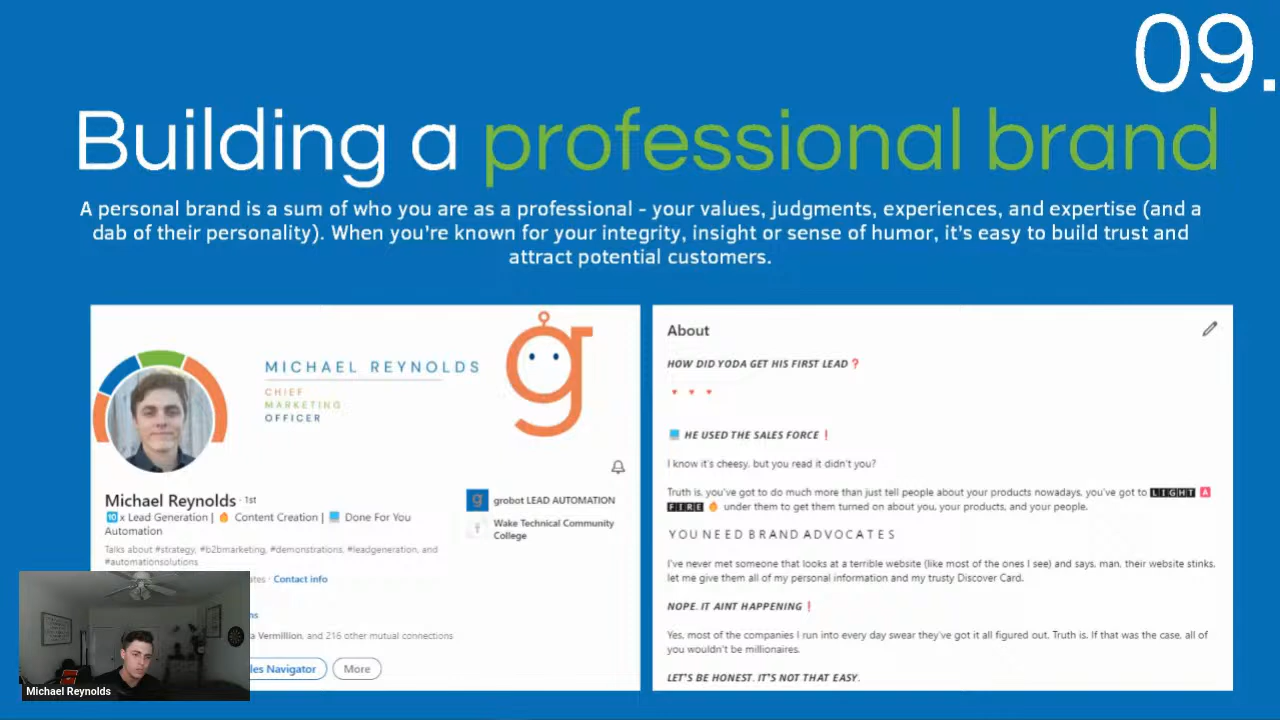 09.
Building a professional brand
A personal brand is a sum of who you are as a professional - your values, judgments, experiences, and expertise (and a
dab of their personality). When you're known for your integrity, insight or sense of humor, it's easy to build trust and
attract potential customers.
MICHAEL REYNOLDS
CHIEF
MARKETING
OFFICER
g
Michael Reynolds · 1st
🔟x Lead Generation | 🔥 Content Creation | 💻 Done For You
Automation
Talks about #strategy, #b2bmarketing, #demonstrations, #leadgeneration, and
#automationsolutions
· Contact info
Vermillion, and 216 other mutual connections
Navigator
More
g grobot LEAD AUTOMATION
Wake Technical Community
College
Michael Reynolds
About
HOW DID YODA GET HIS FIRST LEAD❓
🔻 🔻 🔻
💻 HE USED THE SALES FORCE❗
I know it's cheesy, but you read it didn't you?
Truth is, you've got to do much more than just tell people about your products nowadays, you've got to LIGHT A
FIRE 🔥 under them to get them turned on about you, your products, and your people.
YOU NEED BRAND ADVOCATES
I've never met someone that looks at a terrible website (like most of the ones I see) and says, man, their website stinks,
let me give them all of my personal information and my trusty Discover Card.
NOPE. IT AINT HAPPENING❗
Yes, most of the companies I run into every day swear they've got it all figured out. Truth is. If that was the case, all of
you wouldn't be millionaires.
LET'S BE HONEST. IT'S NOT THAT EASY.